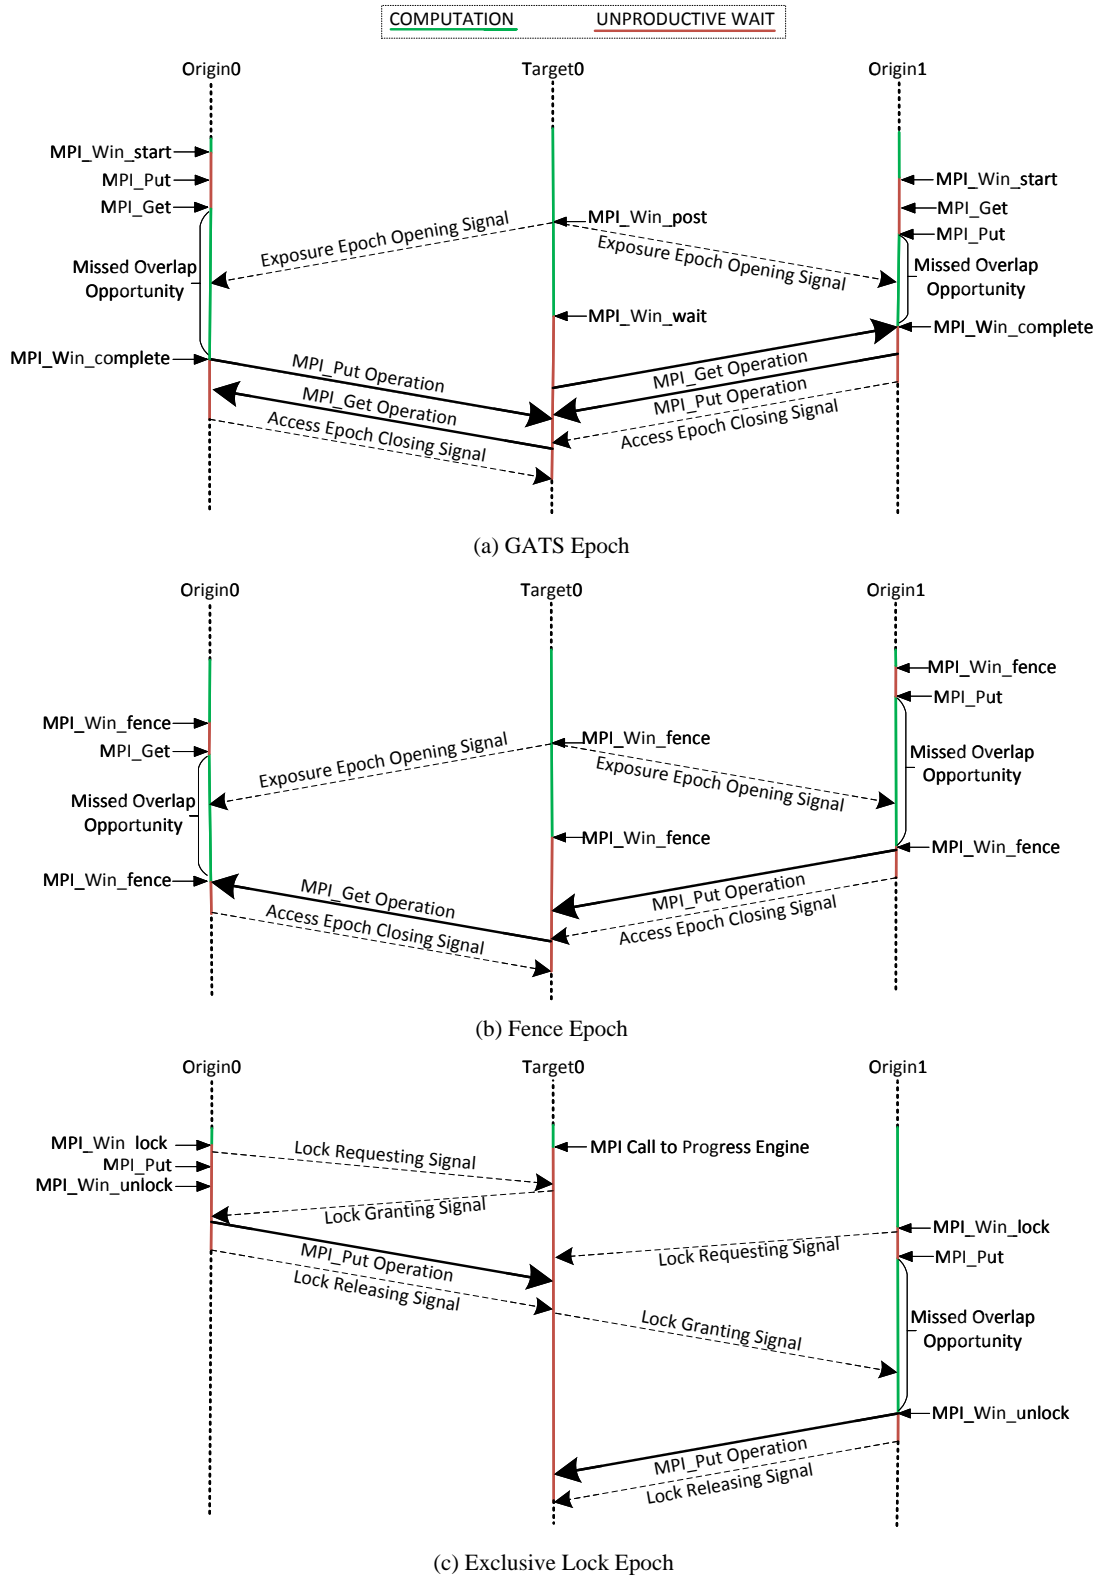 COMPUTATION UNPRODUCTIVE WAIT
Origin0 Target0 Origin1
MPI_Win_start
MPI_Put
MPI_Get
Missed Overlap
Opportunity
MPI_Win_complete
Exposure Epoch Opening Signal
MPI_Win_post
Exposure Epoch Opening Signal
MPI_Win_wait
MPI_Win_start
MPI_Get
MPI_Put
Missed Overlap
Opportunity
MPI_Win_complete
MPI_Put Operation
MPI_Get Operation
Access Epoch Closing Signal
MPI_Get Operation
MPI_Put Operation
Access Epoch Closing Signal
(a) GATS Epoch
Origin0 Target0 Origin1
MPI_Win_fence
MPI_Get
Missed Overlap
Opportunity
MPI_Win_fence
Exposure Epoch Opening Signal
MPI_Win_fence
Exposure Epoch Opening Signal
MPI_Win_fence
MPI_Win_fence
MPI_Put
Missed Overlap
Opportunity
MPI_Win_fence
MPI_Get Operation
Access Epoch Closing Signal
MPI_Put Operation
Access Epoch Closing Signal
(b) Fence Epoch
Origin0 Target0 Origin1
MPI_Win_lock
MPI_Put
MPI_Win_unlock
Lock Requesting Signal
MPI Call to Progress Engine
Lock Granting Signal
MPI_Put Operation
Lock Releasing Signal
MPI_Win_lock
Lock Requesting Signal
MPI_Put
Lock Granting Signal
Missed Overlap
Opportunity
MPI_Win_unlock
MPI_Put Operation
Lock Releasing Signal
(c) Exclusive Lock Epoch